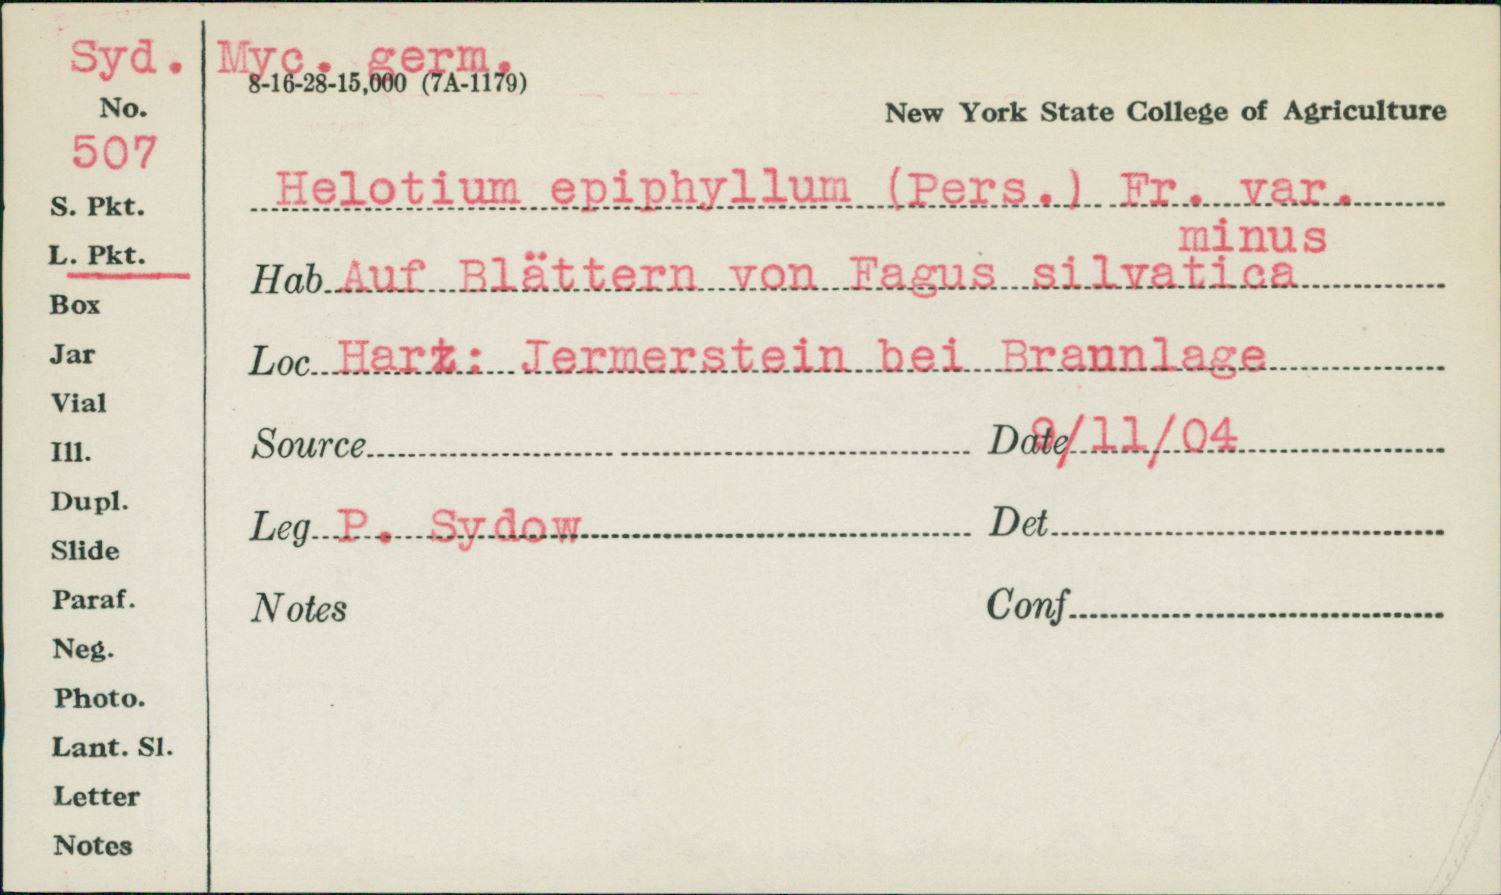 Syd. Myc. germ.
8-16-28-15,000 (7A-1179)
No.
New York State College of Agriculture
507
Helotium epiphyllum (Pers.) Fr. var.
minus
S. Pkt.
L. Pkt.
Hab Auf Blättern von Fagus silvatica
Box
Jar
Loc Harz: Jermerstein bei Braunlage
Vial
Source Date 9/11/04
Ill.
Dupl.
Leg P. Sydow Det
Slide
Paraf.
Notes Conf
Neg.
Photo.
Lant. Sl.
Letter
Notes